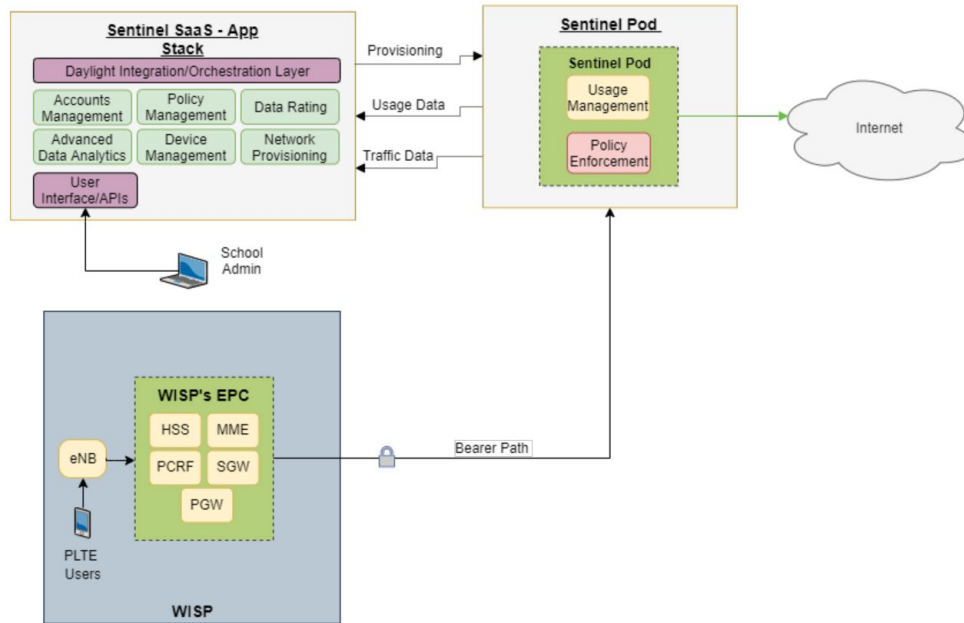 Sentinel SaaS - App
Stack
Daylight Integration/Orchestration Layer
Accounts
Management
Policy
Management
Data Rating
Advanced
Data Analytics
Device
Management
Network
Provisioning
User
Interface/APIs
School
Admin
Provisioning
Usage Data
Traffic Data
Sentinel Pod
Sentinel Pod
Usage
Management
Policy
Enforcement
Internet
WISP's EPC
HSS
MME
PCRF
SGW
PGW
eNB
PLTE
Users
WISP
Bearer Path